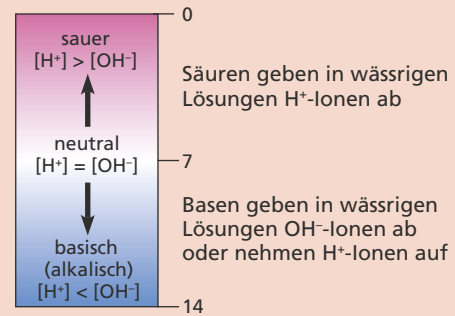 0
sauer
[H⁺] > [OH⁻]
Säuren geben in wässrigen
Lösungen H⁺-Ionen ab
neutral
[H⁺] = [OH⁻]
7
Basen geben in wässrigen
Lösungen OH⁻-Ionen ab
oder nehmen H⁺-Ionen auf
basisch
(alkalisch)
[H⁺] < [OH⁻]
14